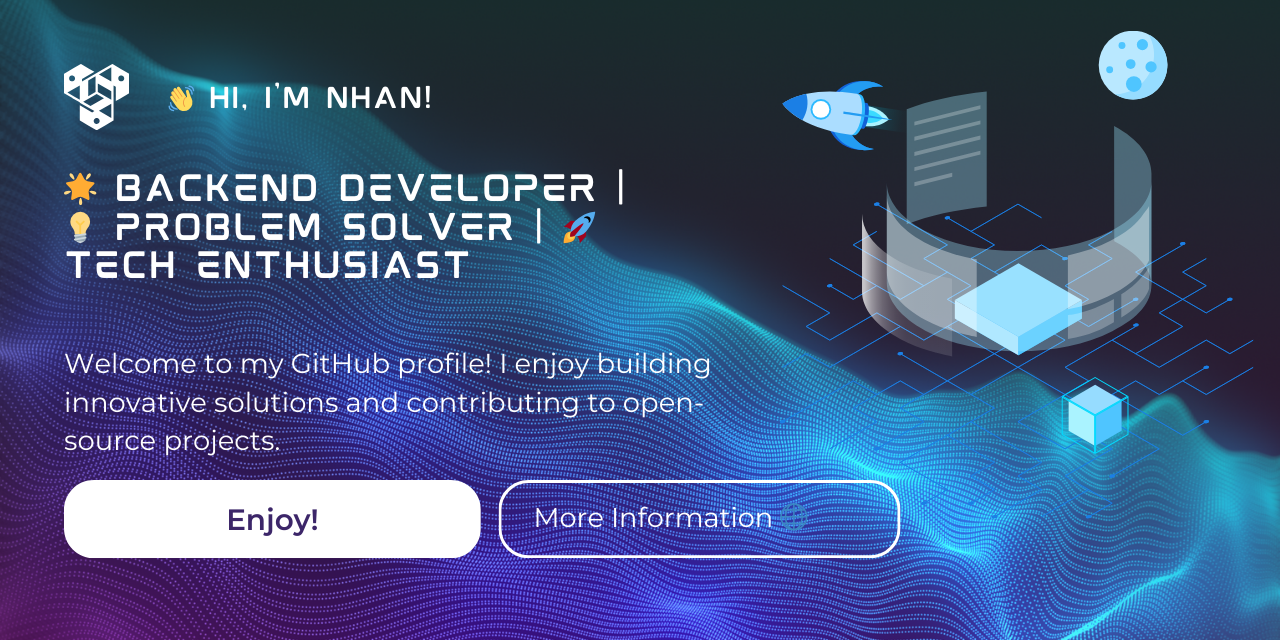 👋 HI, I'M NHAN!
🌟 BACKEND DEVELOPER |
💡 PROBLEM SOLVER | 🚀
TECH ENTHUSIAST
Welcome to my GitHub profile! I enjoy building
innovative solutions and contributing to open-
source projects.
Enjoy!
More Information 🌐